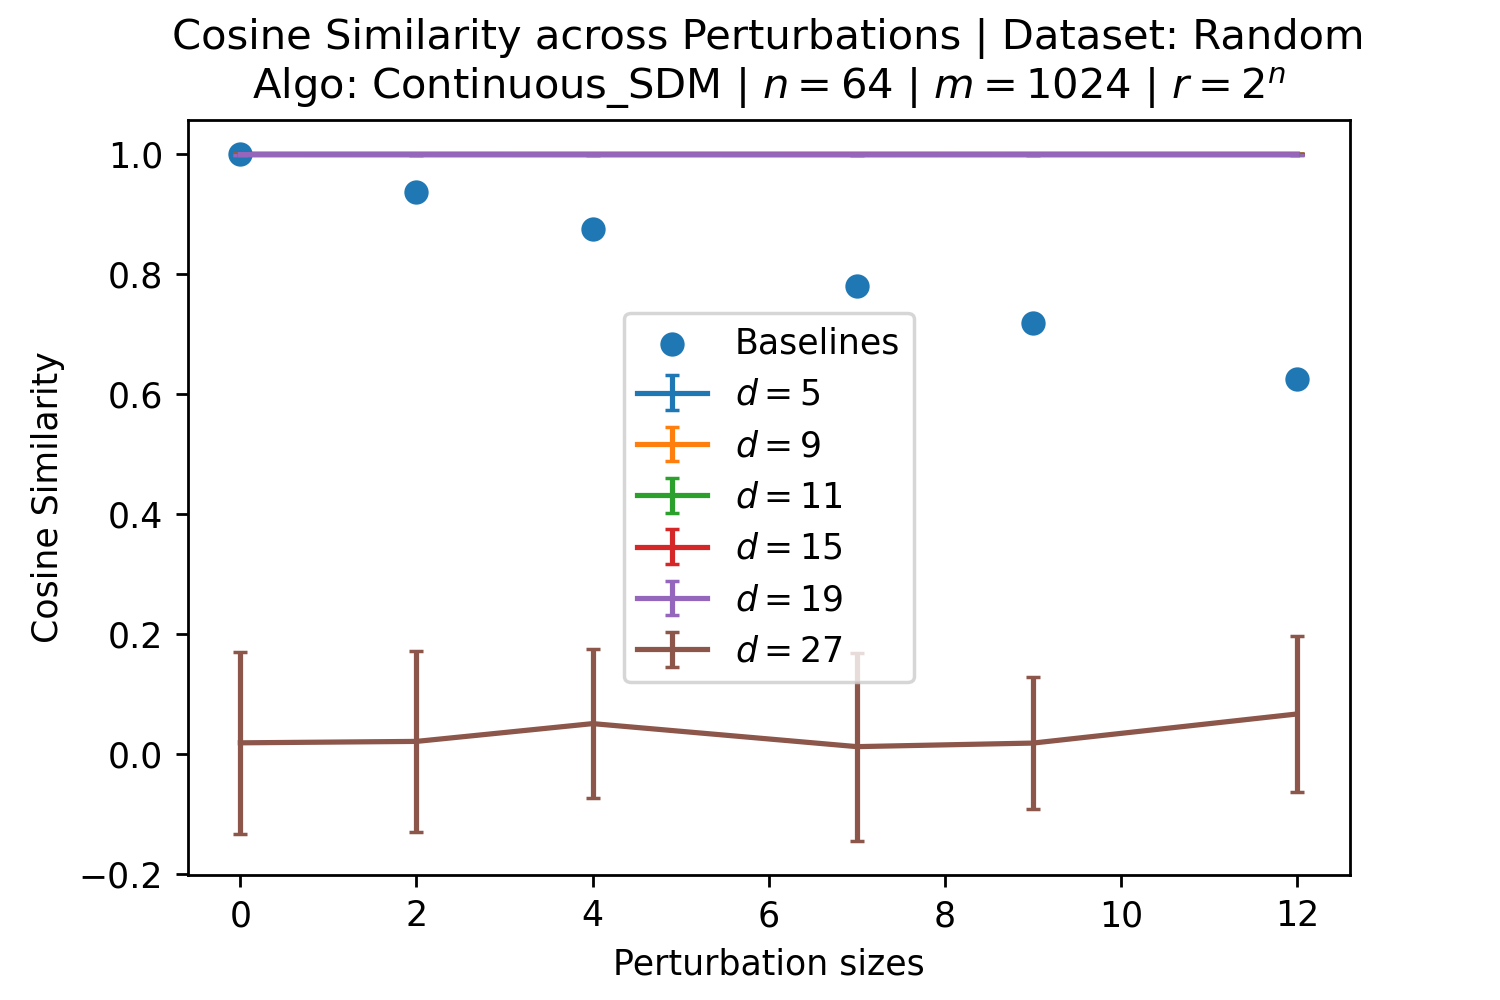 Cosine Similarity across Perturbations | Dataset: Random
Algo: Continuous_SDM | n = 64 | m = 1024 | r = 2ⁿ
1.0
0.8
0.6
0.4
0.2
0.0
−0.2
Cosine Similarity
Baselines
d = 5
d = 9
d = 11
d = 15
d = 19
d = 27
0 2 4 6 8 10 12
Perturbation sizes